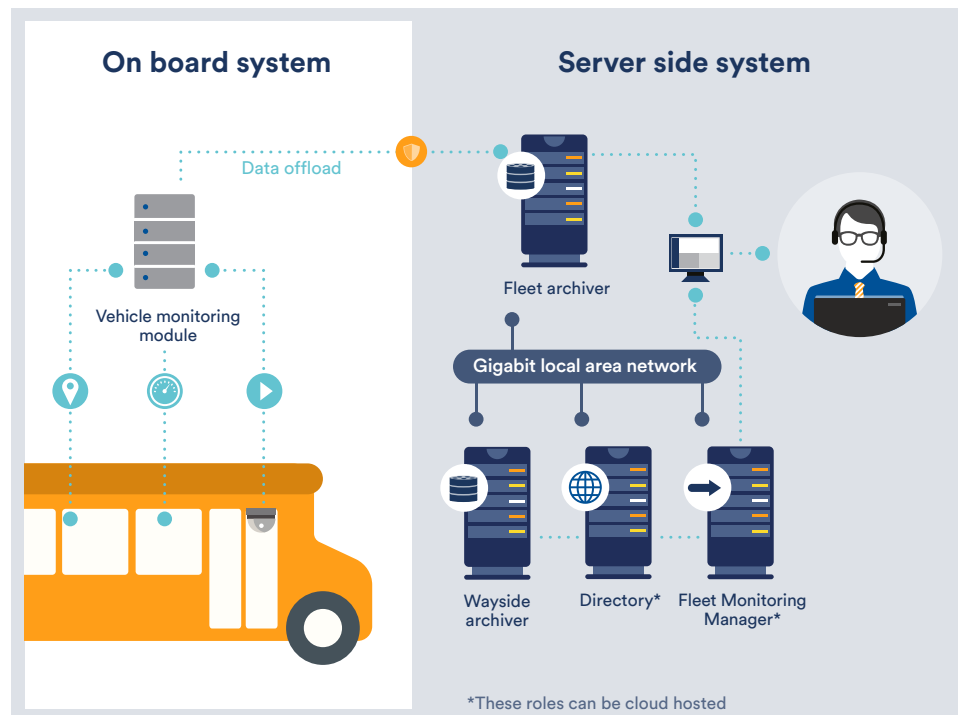 On board system
Server side system
Data offload
Fleet archiver
Vehicle monitoring
module
Gigabit local area network
Wayside
archiver
Directory*
Fleet Monitoring
Manager*
*These roles can be cloud hosted